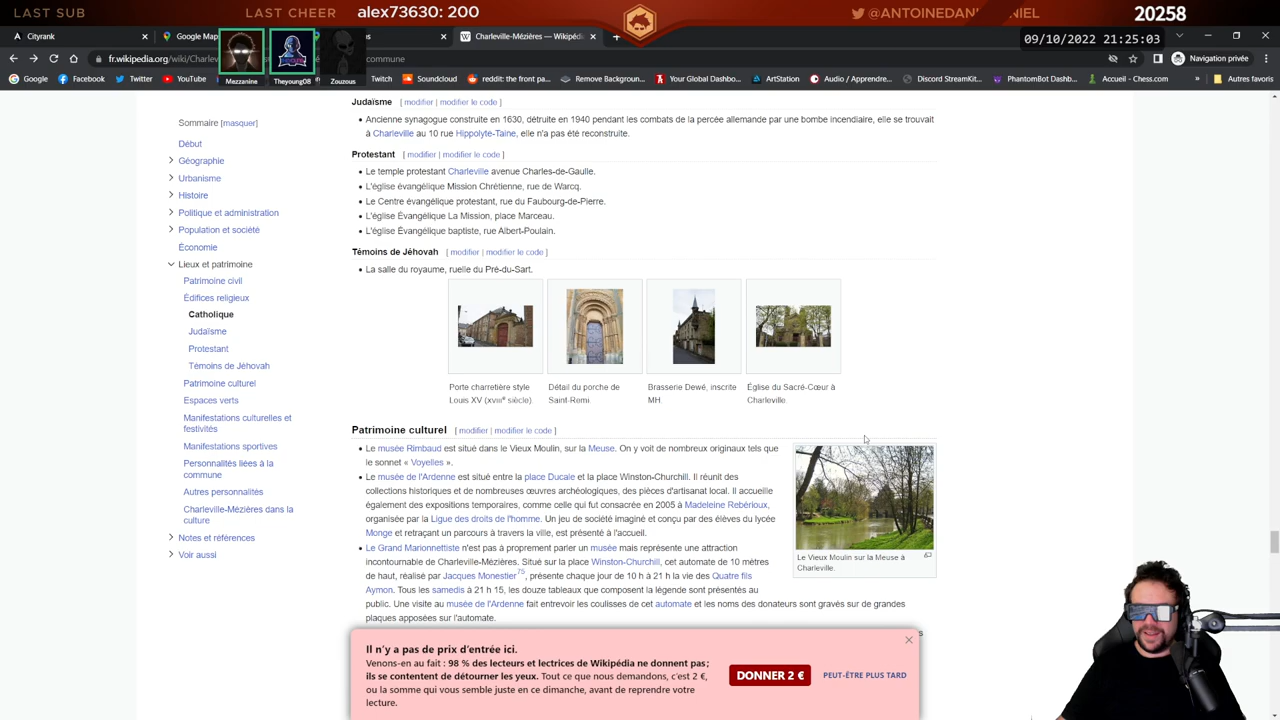 LAST SUB
LAST CHEER alex73630: 200
@ANTOINEDANIEL
20258
09/10/2022 21:25:03
Cityrank
Google Map
Charleville-Mézières — Wikipédi
fr.wikipedia.org/wiki/Charlev
commune
Navigation privée
Mezzanine
Theyoung08
Zouzous
Google
Facebook
Twitter
YouTube
Twitch
Soundcloud
reddit: the front pa...
Remove Background...
Your Global Defacto...
ActuaLitté
Audio / Apprendre...
Discord StreetKit...
PhantomBot Dashb...
Accueil - Chess.com
Autres favoris
Sommaire [masquer]
Début
Géographie
Urbanisme
Histoire
Politique et administration
Population et société
Économie
Lieux et patrimoine
Patrimoine civil
Édifices religieux
Catholique
Judaïsme
Protestant
Témoins de Jéhovah
Patrimoine culturel
Espaces verts
Manifestations culturelles et
festivités
Manifestations sportives
Personnalités liées à la
commune
Autres personnalités
Charleville-Mézières dans la
culture
Notes et références
Voir aussi
Judaïsme [ modifier | modifier le code ]
• Ancienne synagogue construite en 1630, détruite en 1940 pendant les combats de la percée allemande par une bombe incendiaire, elle se trouvait
à Charleville au 10 rue Hippolyte-Taine, elle n'a pas été reconstruite.
Protestant [ modifier | modifier le code ]
• Le temple protestant Charleville avenue Charles-de-Gaulle.
• L'église évangélique Mission Chrétienne, rue de Warcq.
• Le Centre évangélique protestant, rue du Faubourg-de-Pierre.
• L'église Évangélique La Mission, place Marceau.
• L'église Évangélique baptiste, rue Albert-Poulain.
Témoins de Jéhovah [ modifier | modifier le code ]
• La salle du royaume, ruelle du Pré-du-Sart.
Porte charretière style
Louis XV (XVIIIe siècle).
Détail du porche de
Saint-Remi.
Brasserie Dewé, inscrite
MH.
Église du Sacré-Cœur à
Charleville.
Patrimoine culturel [ modifier | modifier le code ]
• Le musée Rimbaud est situé dans le Vieux Moulin, sur la Meuse. On y voit de nombreux originaux tels que
le sonnet « Voyelles ».
• Le musée de l'Ardenne est situé entre la place Ducale et la place Winston-Churchill. Il réunit des
collections historiques et de nombreuses œuvres archéologiques, des pièces d'artisanat local. Il accueille
également des expositions temporaires, comme celle qui fut consacrée en 2005 à Madeleine Rebérioux,
organisée par la Ligue des droits de l'homme. Un jeu de société imaginé et conçu par des élèves du lycée
Monge et retraçant un parcours à travers la ville, est présenté à l'accueil.
• Le Grand Marionnettiste n'est pas à proprement parler un musée mais représente une attraction
incontournable de Charleville-Mézières. Situé sur la place Winston-Churchill, cet automate de 10 mètres
de haut, réalisé par Jacques Monestier75, présente chaque jour de 10 h à 21 h la vie des Quatre fils
Aymon. Tous les samedis à 21 h 15, les douze tableaux que composent la légende sont présentés au
public. Une visite au musée de l'Ardenne fait entrevoir les coulisses de cet automate et les noms des donateurs sont gravés sur de grandes
plaques apposées sur l'automate.
Le Vieux Moulin sur la Meuse à
Charleville.
Il n'y a pas de prix d'entrée ici.
Venons-en au fait : 98 % des lecteurs et lectrices de Wikipédia ne donnent pas ;
ils se contentent de détourner les yeux. Tout ce que nous demandons, c'est 2 €,
ou la somme qui vous semble juste en ce dimanche, avant de reprendre votre
lecture.
DONNER 2 €
PEUT-ÊTRE PLUS TARD